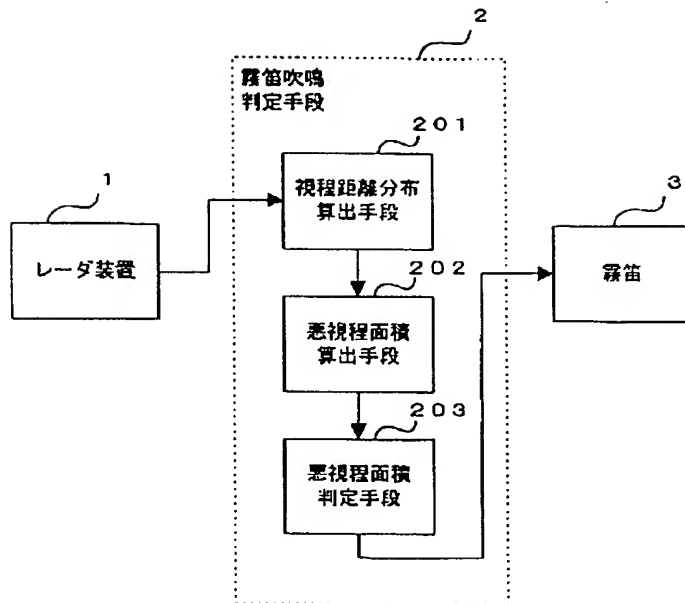 2
霧笛吹鳴
判定手段
201
視程距離分布
算出手段
1
レーダ装置
3
霧笛
202
悪視程面積
算出手段
203
悪視程面積
判定手段